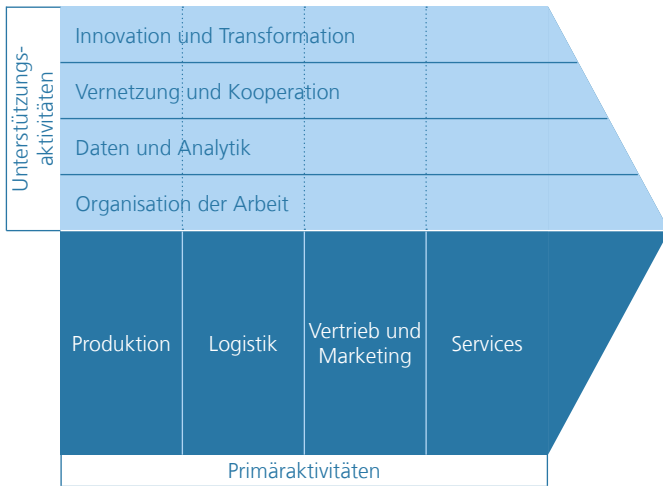 Unterstützungs-
aktivitäten
Innovation und Transformation
Vernetzung und Kooperation
Daten und Analytik
Organisation der Arbeit
Produktion
Logistik
Vertrieb und
Marketing
Services
Primäraktivitäten